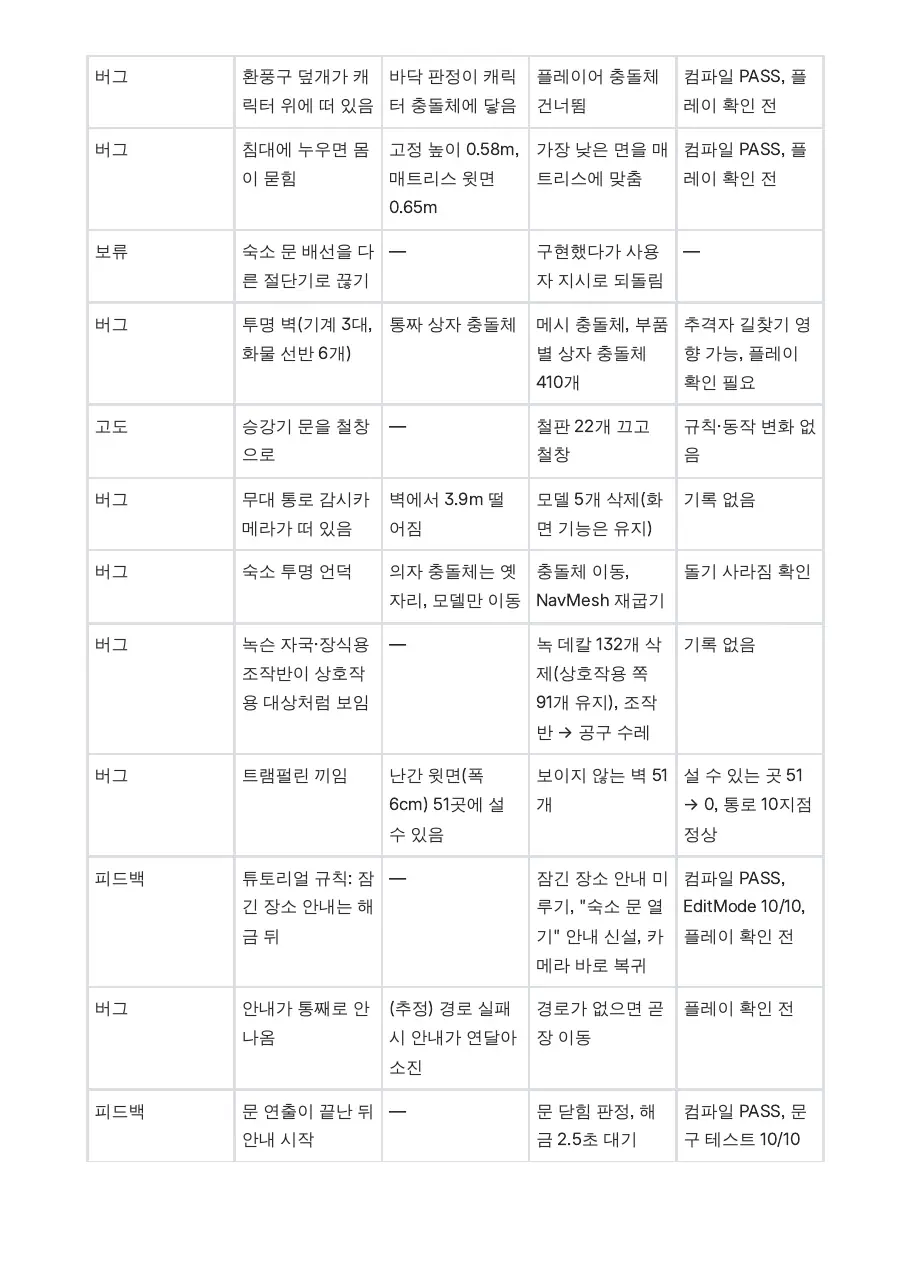 버그
환풍구 덮개가 캐
릭터 위에 떠 있음
바닥 판정이 캐릭
터 충돌체에 닿음
플레이어 충돌체
건너뜀
컴파일 PASS, 플
레이 확인 전
버그
침대에 누우면 몸
이 묻힘
고정 높이 0.58m,
매트리스 윗면
0.65m
가장 낮은 면을 매
트리스에 맞춤
컴파일 PASS, 플
레이 확인 전
보류
숙소 문 배선을 다
른 절단기로 끊기
—
구현했다가 사용
자 지시로 되돌림
—
버그
투명 벽(기계 3대,
화물 선반 6개)
통짜 상자 충돌체
메시 충돌체, 부품
별 상자 충돌체
410개
추격자 길찾기 영
향 가능, 플레이
확인 필요
고도
승강기 문을 철창
으로
—
철판 22개 끄고
철창
규칙·동작 변화 없
음
버그
무대 통로 감시카
메라가 떠 있음
벽에서 3.9m 떨
어짐
모델 5개 삭제(화
면 기능은 유지)
기록 없음
버그
숙소 투명 언덕
의자 충돌체는 옛
자리, 모델만 이동
충돌체 이동,
NavMesh 재굽기
돌기 사라짐 확인
버그
녹슨 자국·장식용
조작반이 상호작
용 대상처럼 보임
—
녹 데칼 132개 삭
제(상호작용 쪽
91개 유지), 조작
반 → 공구 수레
기록 없음
버그
트램펄린 끼임
난간 윗면(폭
6cm) 51곳에 설
수 있음
보이지 않는 벽 51
개
설 수 있는 곳 51
→ 0, 통로 10지점
정상
피드백
튜토리얼 규칙: 잠
긴 장소 안내는 해
금 뒤
—
잠긴 장소 안내 미
루기, "숙소 문 열
기" 안내 신설, 카
메라 바로 복귀
컴파일 PASS,
EditMode 10/10,
플레이 확인 전
버그
안내가 통째로 안
나옴
(추정) 경로 실패
시 안내가 연달아
소진
경로가 없으면 곧
장 이동
플레이 확인 전
피드백
문 연출이 끝난 뒤
안내 시작
—
문 닫힘 판정, 해
금 2.5초 대기
컴파일 PASS, 문
구 테스트 10/10